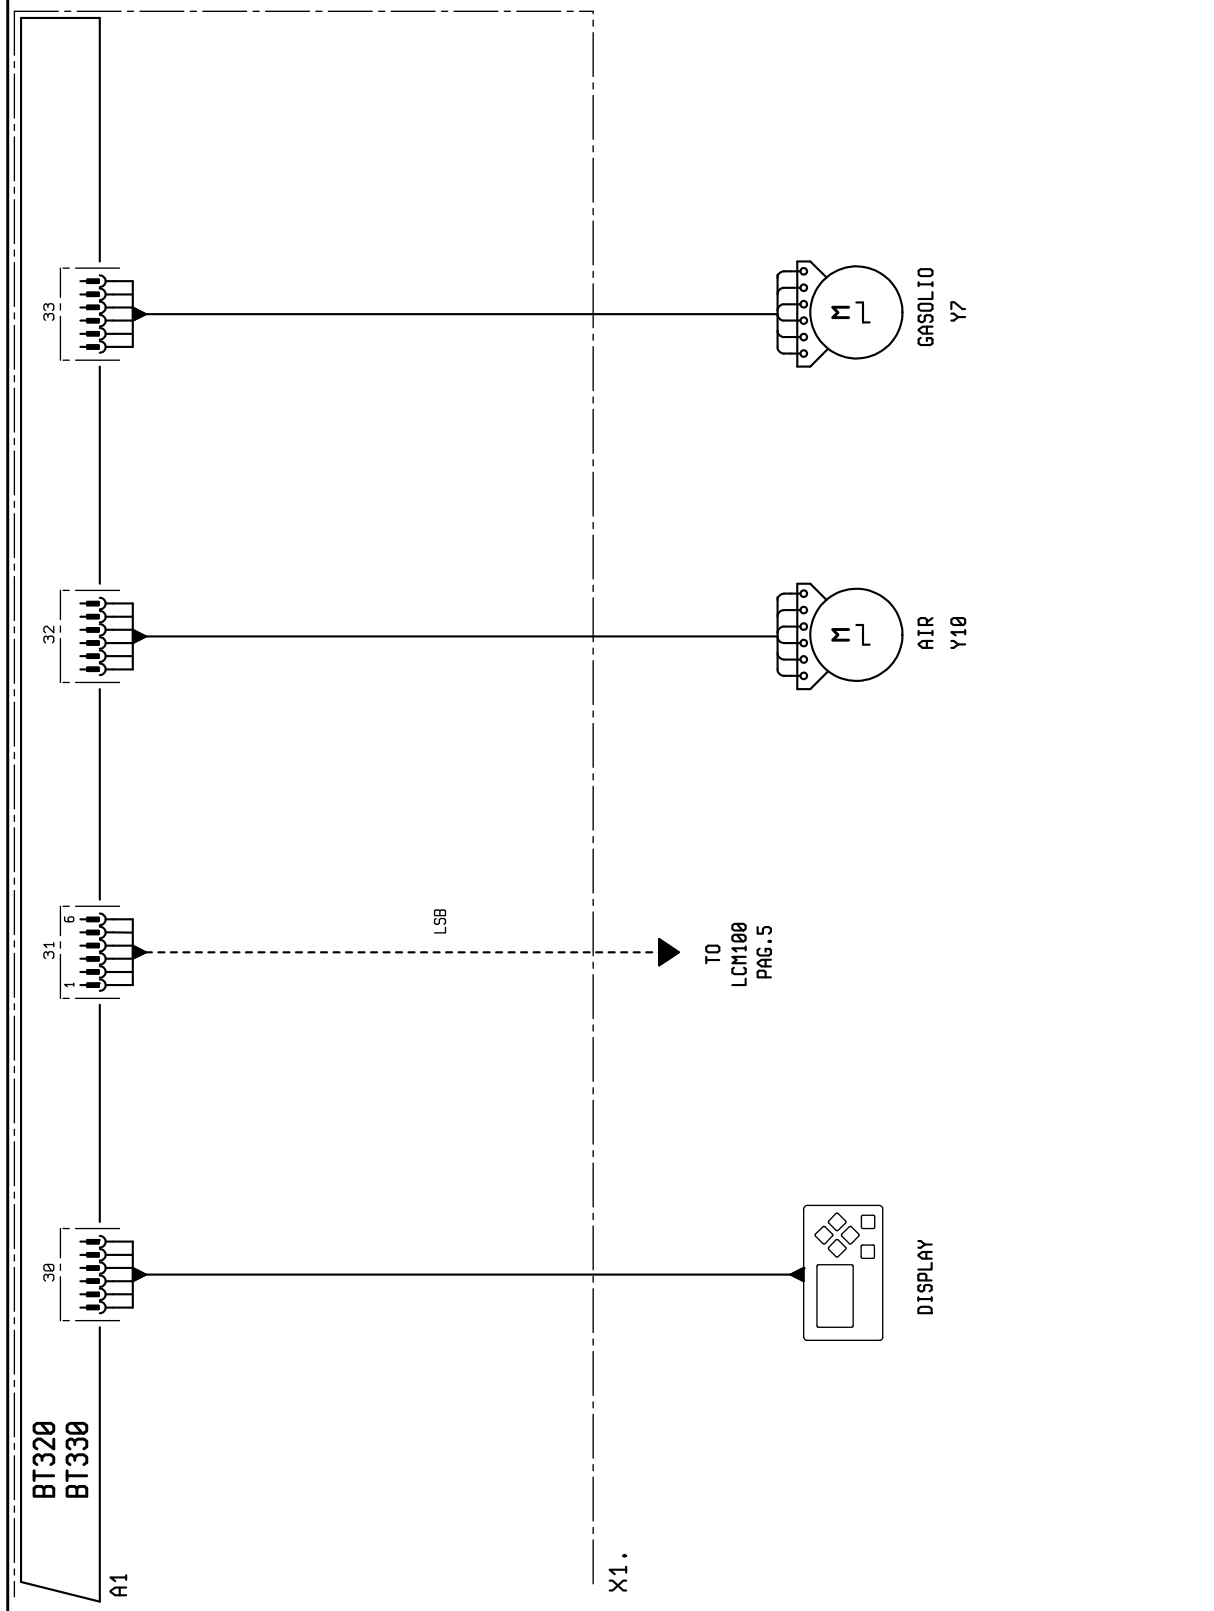 BT320
BT330
A1
30
31
1
6
32
33
LSB
X1.
DISPLAY
TO
LCM100
PAG.5
AIR
Y10
GASOLIO
Y7
M
M